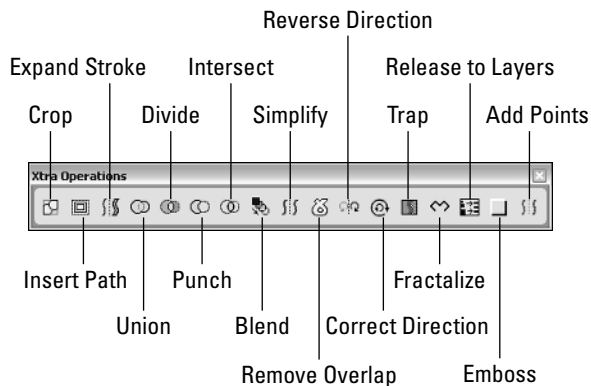 Reverse Direction
Expand Stroke Intersect Release to Layers
Crop Divide Simplify Trap Add Points
Xtra Operations
Insert Path Punch Fractalize
Union Blend Correct Direction
Remove Overlap Emboss